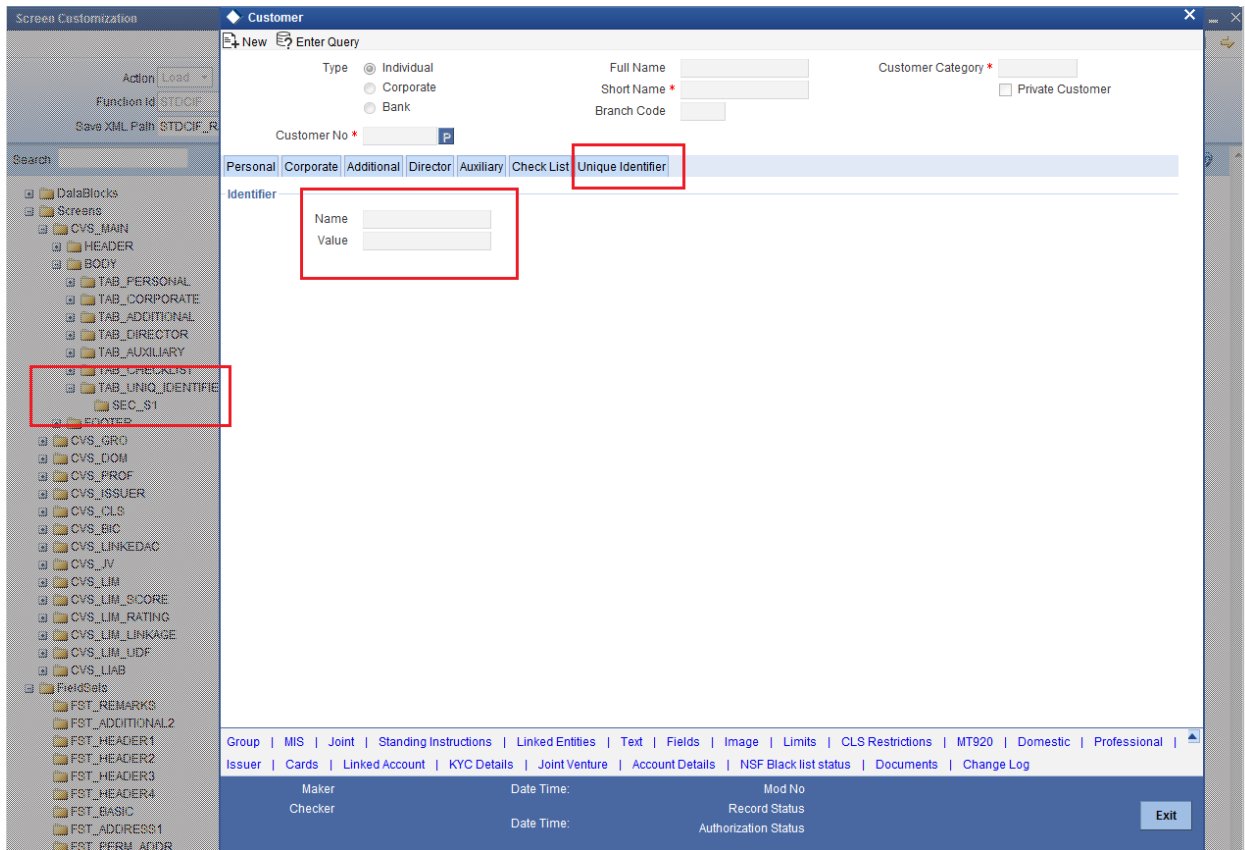 Screen Customization
Customer
New Enter Query
Action Load
Function Id STDCIF
Save XML Path STDCIF_R
Search
Type Individual
Corporate
Bank
Full Name
Short Name *
Branch Code
Customer Category *
Private Customer
Customer No * P
Personal Corporate Additional Director Auxiliary Check List Unique Identifier
Identifier
Name
Value
DataBlocks
Screens
CVS_MAIN
HEADER
BODY
TAB_PERSONAL
TAB_CORPORATE
TAB_ADDITIONAL
TAB_DIRECTOR
TAB_AUXILIARY
TAB_CHECKLIST
TAB_UNIQ_IDENTIFIE
SEC_S1
FOOTER
CVS_GRO
CVS_DOM
CVS_PROF
CVS_ISSUER
CVS_CLS
CVS_BIC
CVS_LINKEDAC
CVS_JV
CVS_LIM
CVS_LIM_SCORE
CVS_LIM_RATING
CVS_LIM_LINKAGE
CVS_LIM_UDF
CVS_LIAB
FieldSets
FST_REMARKS
FST_ADDITIONAL2
FST_HEADER1
FST_HEADER2
FST_HEADER3
FST_HEADER4
FST_BASIC
FST_ADDRESS1
FST_PERM_ADDR
Group | MIS | Joint | Standing Instructions | Linked Entities | Text | Fields | Image | Limits | CLS Restrictions | MT920 | Domestic | Professional |
Issuer | Cards | Linked Account | KYC Details | Joint Venture | Account Details | NSF Black list status | Documents | Change Log
Maker Date Time: Mod No
Checker Record Status
Date Time: Authorization Status
Exit